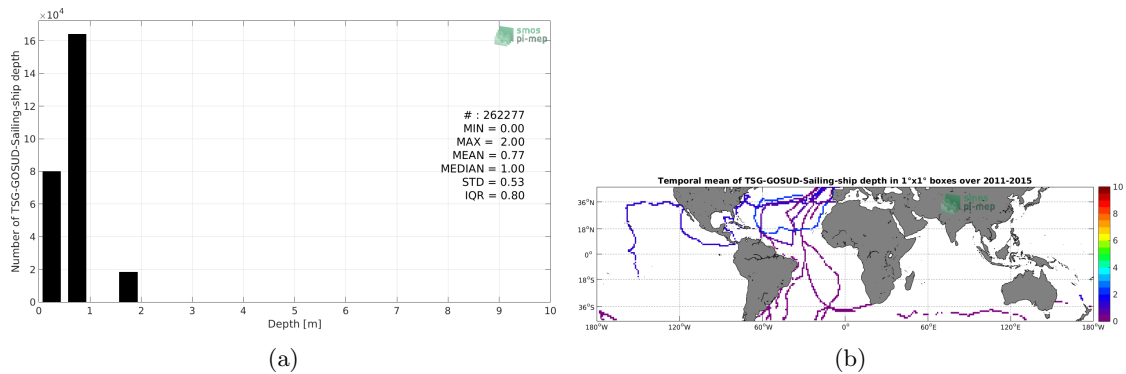 ×10⁴
16
14
12
10
8
6
4
2
0
Number of TSG-GOSUD-Sailing-ship depth
0 1 2 3 4 5 6 7 8 9 10
Depth [m]
smos
pi-mep
# : 262277
MIN = 0.00
MAX = 2.00
MEAN = 0.77
MEDIAN = 1.00
STD = 0.53
IQR = 0.80
(a)
Temporal mean of TSG-GOSUD-Sailing-ship depth in 1°x1° boxes over 2011-2015
smos
pi-mep
36°N
18°N
0°
18°S
36°S
180°W 120°W 60°W 0° 60°E 120°E 180°W
10
8
6
4
2
0
(b)